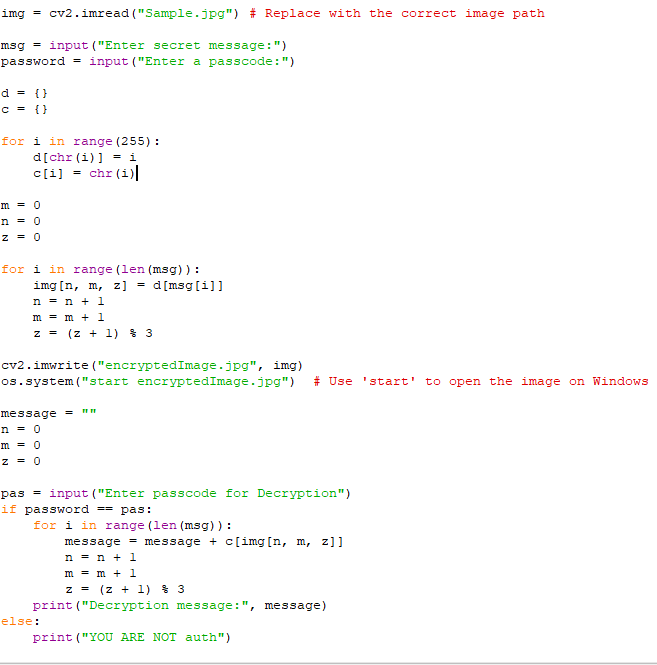 img = cv2.imread("Sample.jpg") # Replace with the correct image path
msg = input("Enter secret message:")
password = input("Enter a passcode:")
d = {}
c = {}
for i in range(255):
    d[chr(i)] = i
    c[i] = chr(i)
m = 0
n = 0
z = 0
for i in range(len(msg)):
    img[n, m, z] = d[msg[i]]
    n = n + 1
    m = m + 1
    z = (z + 1) % 3
cv2.imwrite("encryptedImage.jpg", img)
os.system("start encryptedImage.jpg")  # Use 'start' to open the image on Windows
message = ""
n = 0
m = 0
z = 0
pas = input("Enter passcode for Decryption")
if password == pas:
    for i in range(len(msg)):
        message = message + c[img[n, m, z]]
        n = n + 1
        m = m + 1
        z = (z + 1) % 3
    print("Decryption message:", message)
else:
    print("YOU ARE NOT auth")